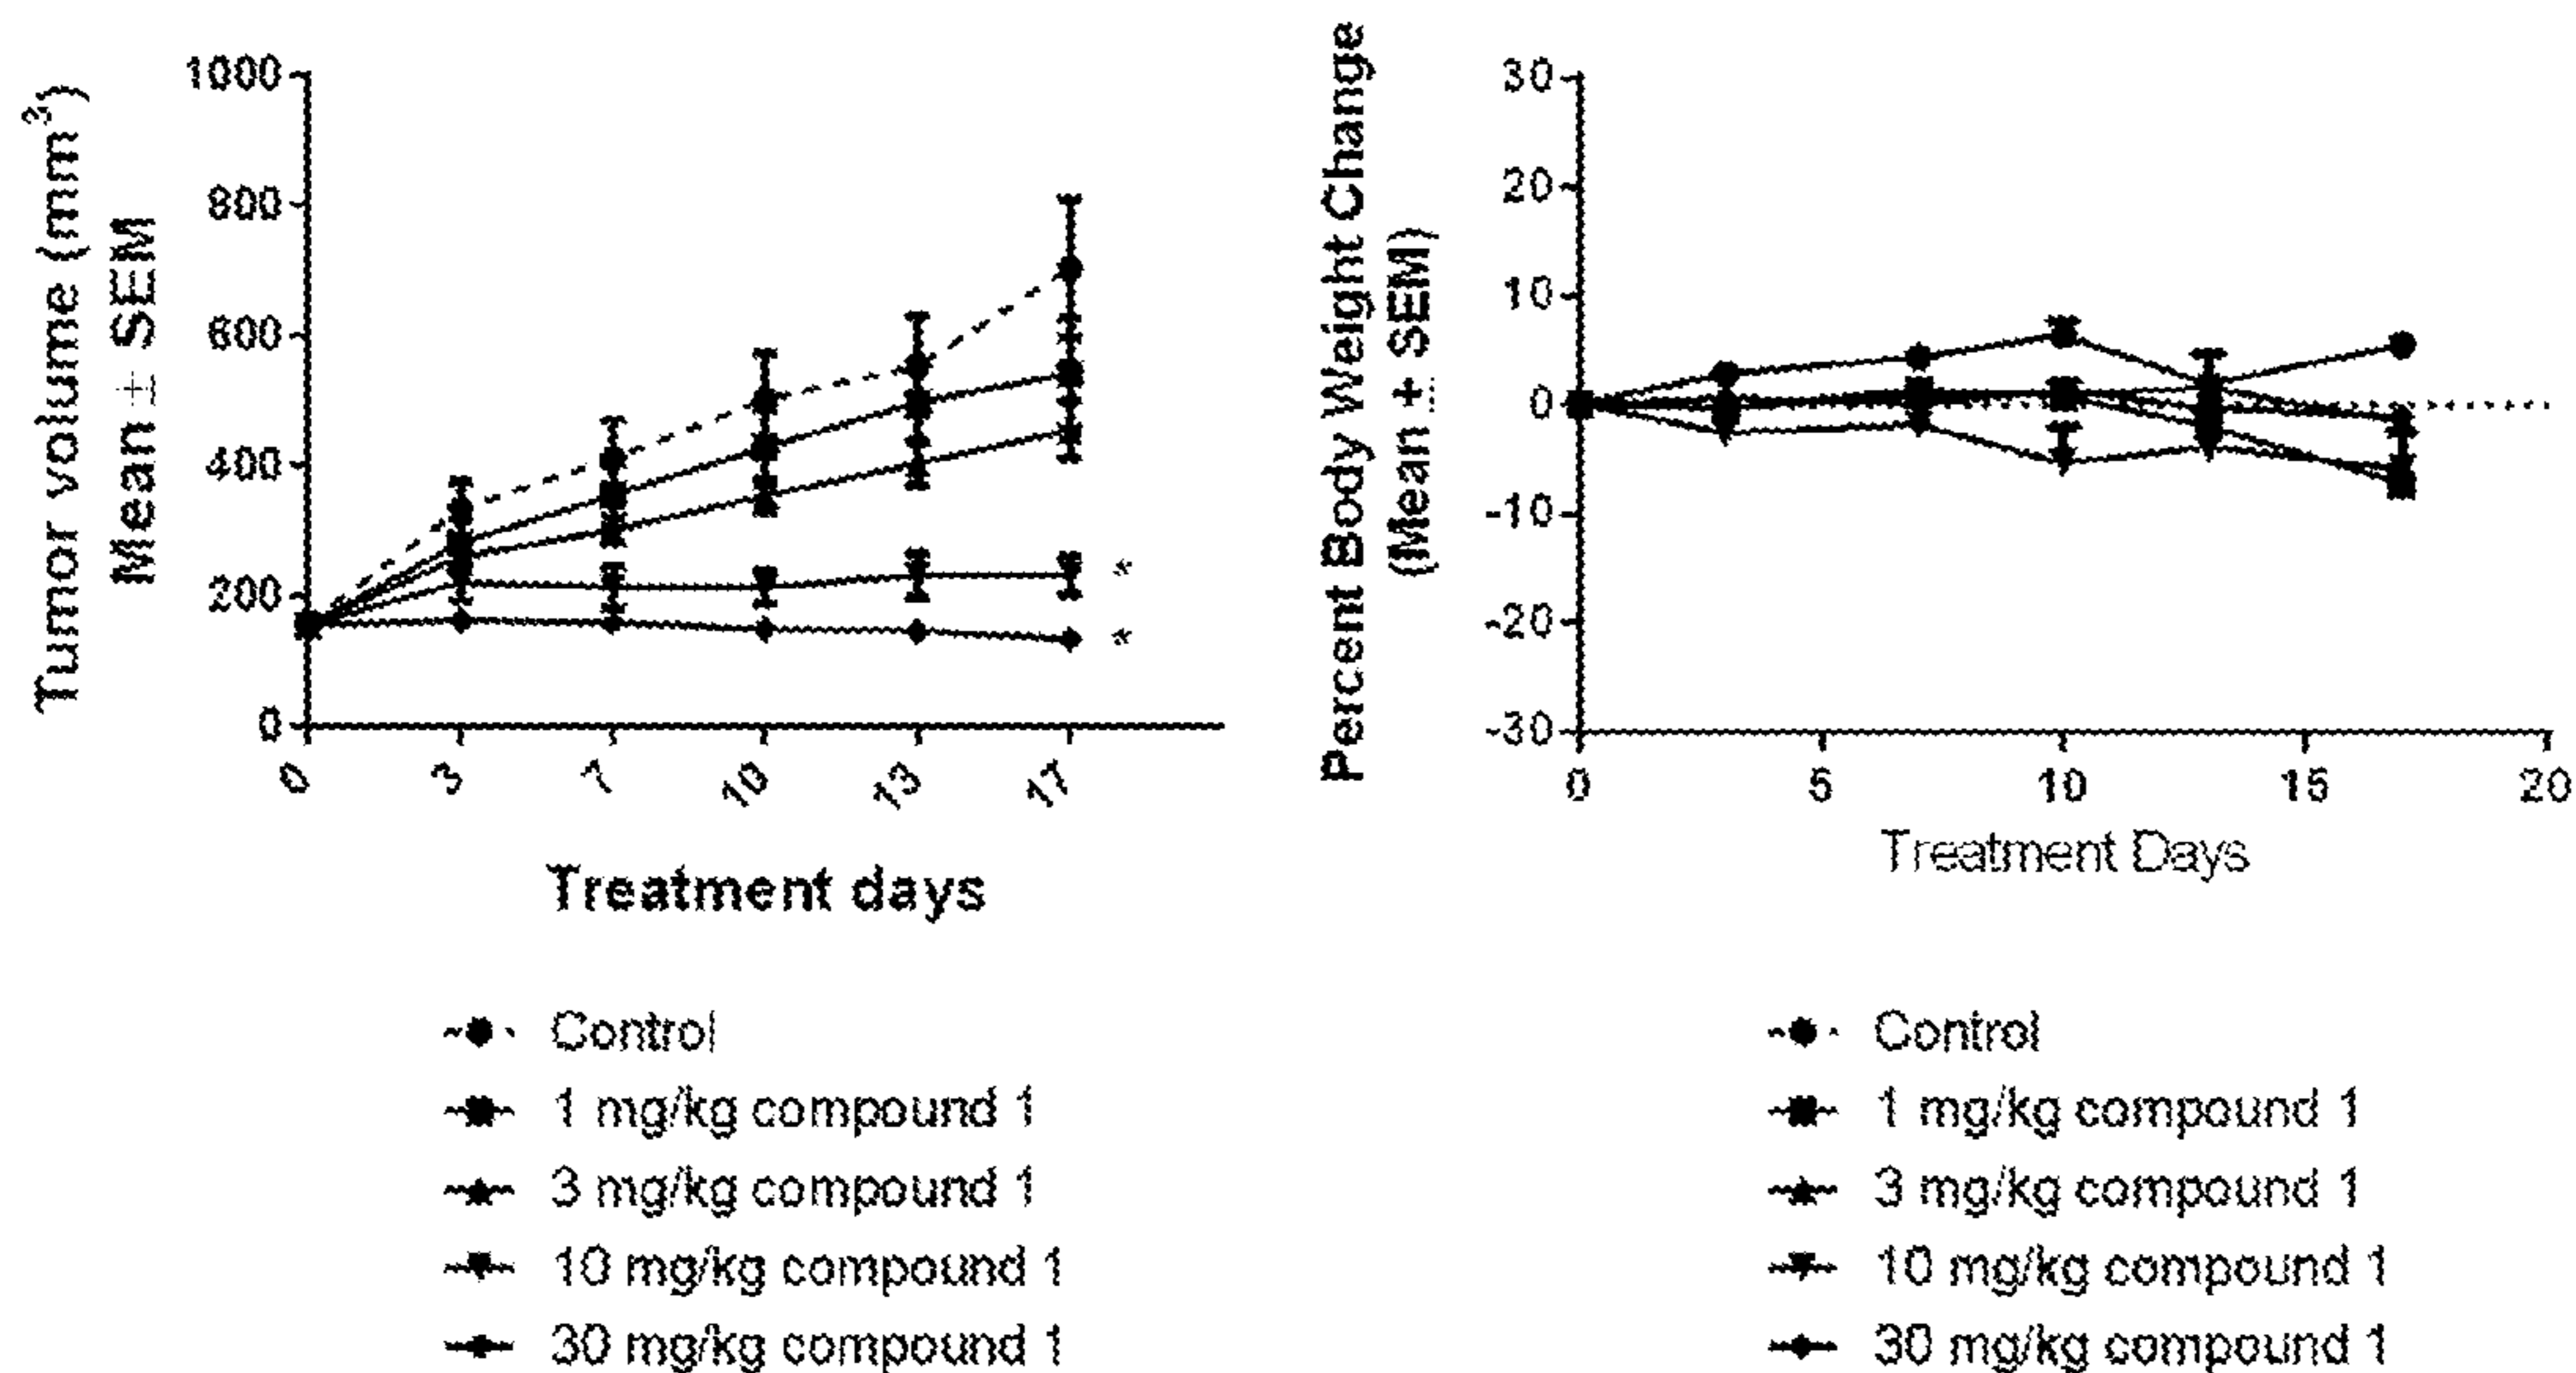 Tumor volume (mm³)
Mean ± SEM
1000
800
600
400
200
0
0 3 7 10 13 17
*
*
Treatment days
Control
1 mg/kg compound 1
3 mg/kg compound 1
10 mg/kg compound 1
30 mg/kg compound 1
Percent Body Weight Change
(Mean ± SEM)
30
20
10
0
-10
-20
-30
0 5 10 15 20
Treatment Days
Control
1 mg/kg compound 1
3 mg/kg compound 1
10 mg/kg compound 1
30 mg/kg compound 1